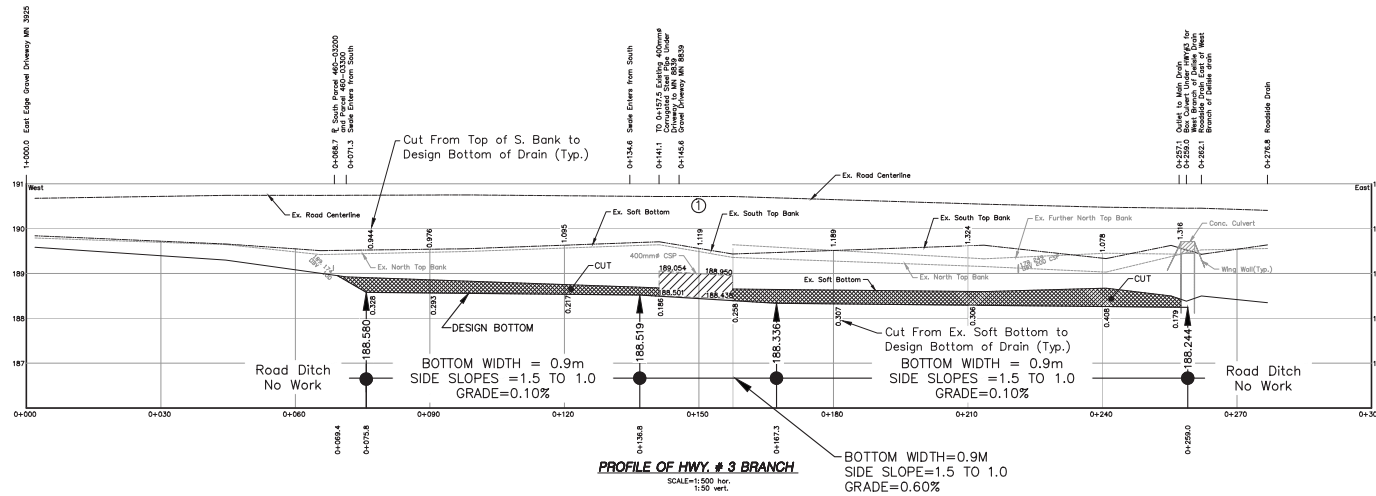 1+000.0 East Edge Gravel Driveway MN 3925
0+068.7 ℄ South Parcel 460-03200
and Parcel 460-03300
0+071.3 Swale Enters from South
0+134.6 Swale Enters from South
0+141.1 TO 0+157.5 Existing 400mmø
Corrugated Steel Pipe Under
Driveway to MN 8839
0+145.6 Gravel Driveway MN 8839
0+257.1 Outlet to Main Drain
0+259.0 Box Culvert Under HWY#3 for
West Branch of Delisle Drain
0+262.1 Roadside Drain East of West
Branch of Delisle drain
0+276.8 Roadside Drain
Cut From Top of S. Bank to
Design Bottom of Drain (Typ.)
191
West
East
Ex. Road Centerline
1
Ex. Road Centerline
190
Ex. Soft Bottom
Ex. South Top Bank
Ex. South Top Bank
Ex. Further North Top Bank
Conc. Culvert
0.944
0.976
1.095
1.119
1.189
1.324
1.078
1.316
Ex. North Top Bank
400mmø CSP
Ex. North Top Bank
Wing Wall(Typ.)
189
189.054
188.950
CUT
Ex. Soft Bottom
CUT
188.501
188.438
0.328
0.293
0.217
0.186
0.258
0.307
0.306
0.408
0.179
188
DESIGN BOTTOM
Cut From Ex. Soft Bottom to
Design Bottom of Drain (Typ.)
188.580
188.519
188.336
188.244
187
Road Ditch
No Work
BOTTOM WIDTH = 0.9m
SIDE SLOPES =1.5 TO 1.0
GRADE=0.10%
BOTTOM WIDTH = 0.9m
SIDE SLOPES =1.5 TO 1.0
GRADE=0.10%
Road Ditch
No Work
0+000
0+030
0+060
0+090
0+120
0+150
0+180
0+210
0+240
0+270
0+30
0+069.4
0+075.8
0+136.8
0+167.3
0+259.0
BOTTOM WIDTH=0.9M
SIDE SLOPE=1.5 TO 1.0
GRADE=0.60%
PROFILE OF HWY. # 3 BRANCH
SCALE=1:500 hor.
1:50 vert.